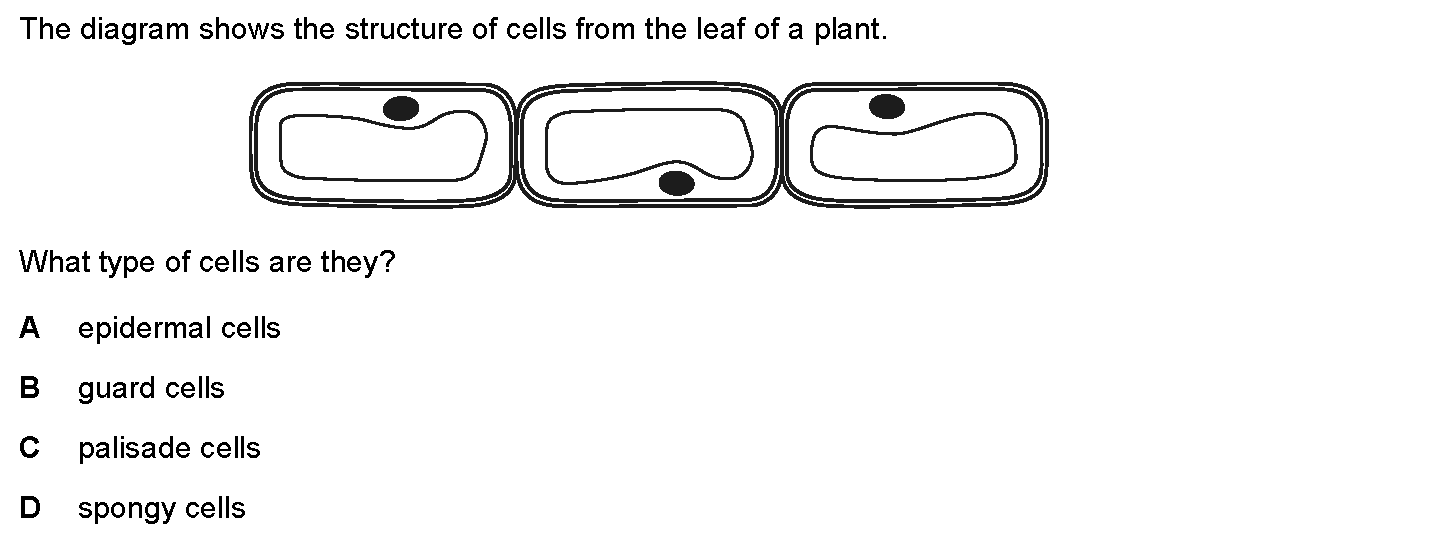 The diagram shows the structure of cells from the leaf of a plant.
What type of cells are they?
A epidermal cells
B guard cells
C palisade cells
D spongy cells